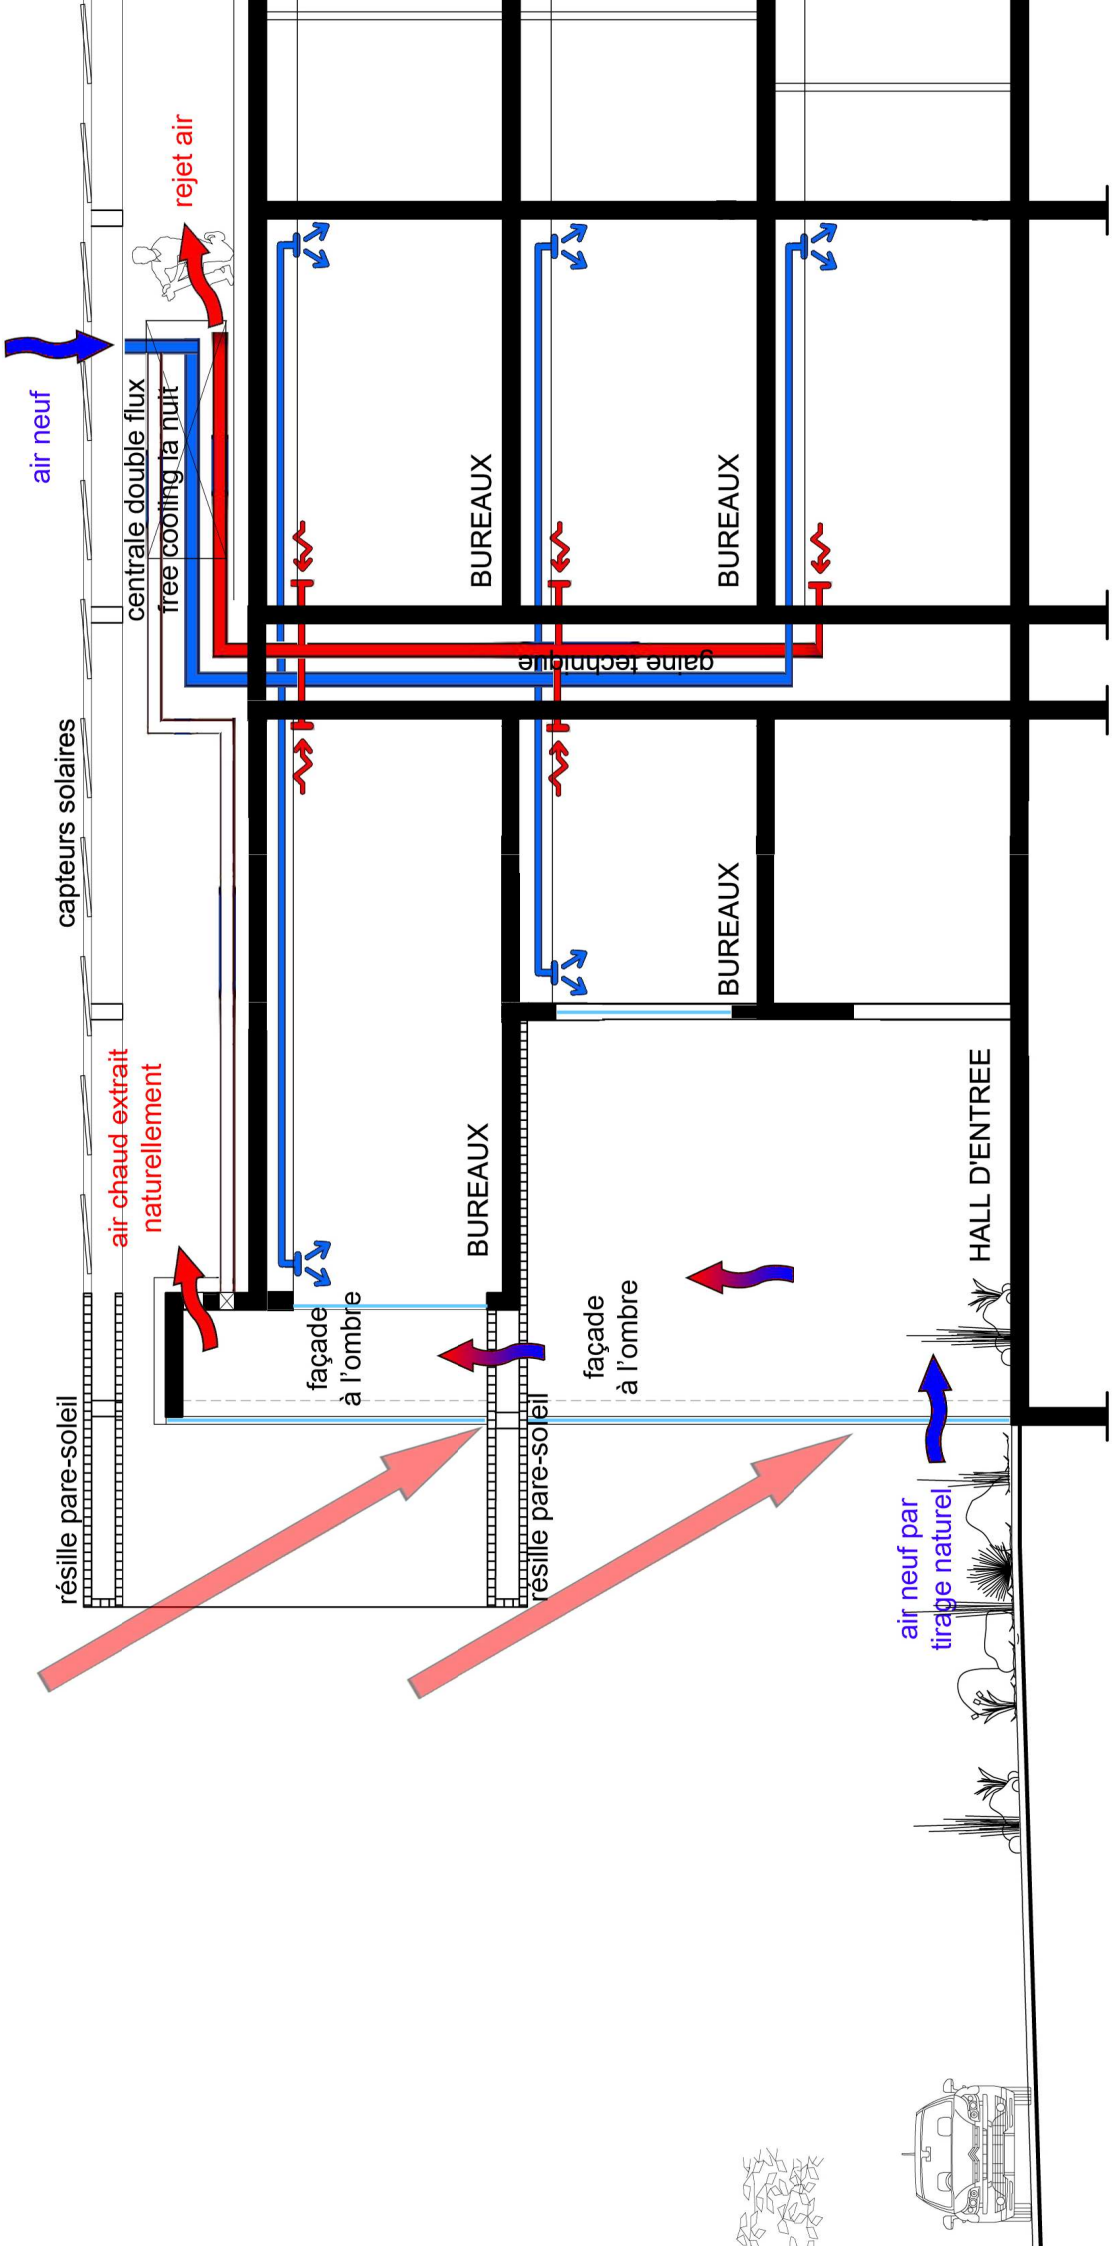 résille pare-soleil
air chaud extrait
naturellement
capteurs solaires
air neuf
centrale double flux
free cooling la nuit
rejet air
façade
à l'ombre
BUREAUX
BUREAUX
gaine technique
résille pare-soleil
façade
à l'ombre
BUREAUX
BUREAUX
air neuf par
tirage naturel
HALL D'ENTREE